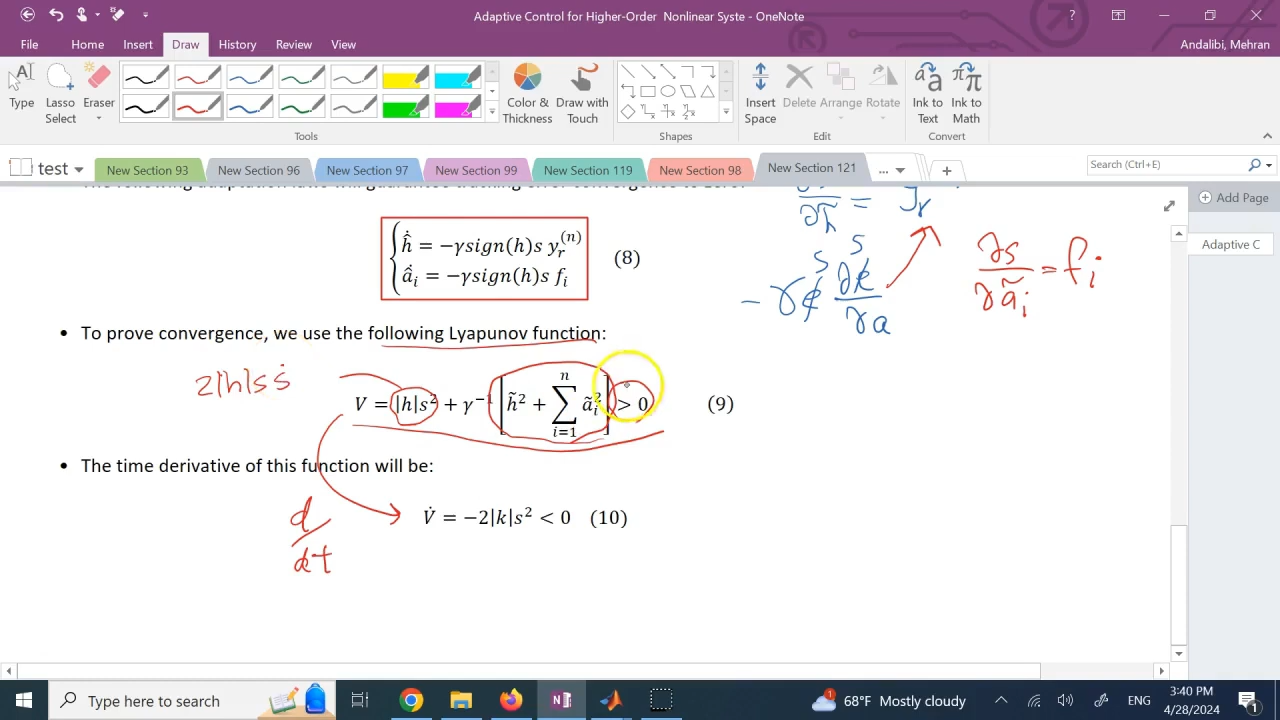 Adaptive Control for Higher-Order Nonlinear Syste - OneNote
?
File Home Insert Draw History Review View
Andalibi, Mehran
Type
Lasso Select
Eraser
Color & Thickness
Draw with Touch
Insert Space
Delete
Arrange
Rotate
Ink to Text
Ink to Math
Tools
Shapes
Edit
Convert
test
New Section 93
New Section 96
New Section 97
New Section 99
New Section 119
New Section 98
New Section 121
...
Search (Ctrl+E)
Add Page
Adaptive C
{ ĥ̇ = −γsign(h)s y_r^(n)
â̇_i = −γsign(h)s f_i (8)
∂s/γã_i = f_i
• To prove convergence, we use the following Lyapunov function:
2|h|sṡ
V = |h|s² + γ⁻¹ [h̃² + ∑_{i=1}^{n} ã_i²] > 0 (9)
• The time derivative of this function will be:
d/dt
V̇ = −2|k|s² < 0 (10)
Type here to search
68°F Mostly cloudy
ENG
3:40 PM
4/28/2024
1